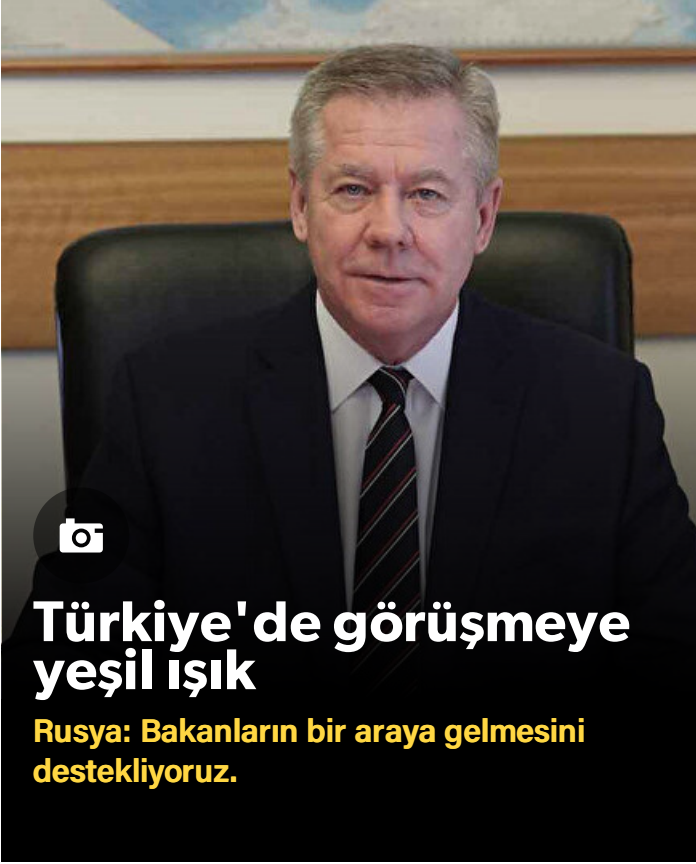 Türkiye'de görüşmeye
yeşil ışık
Rusya: Bakanların bir araya gelmesini
destekliyoruz.